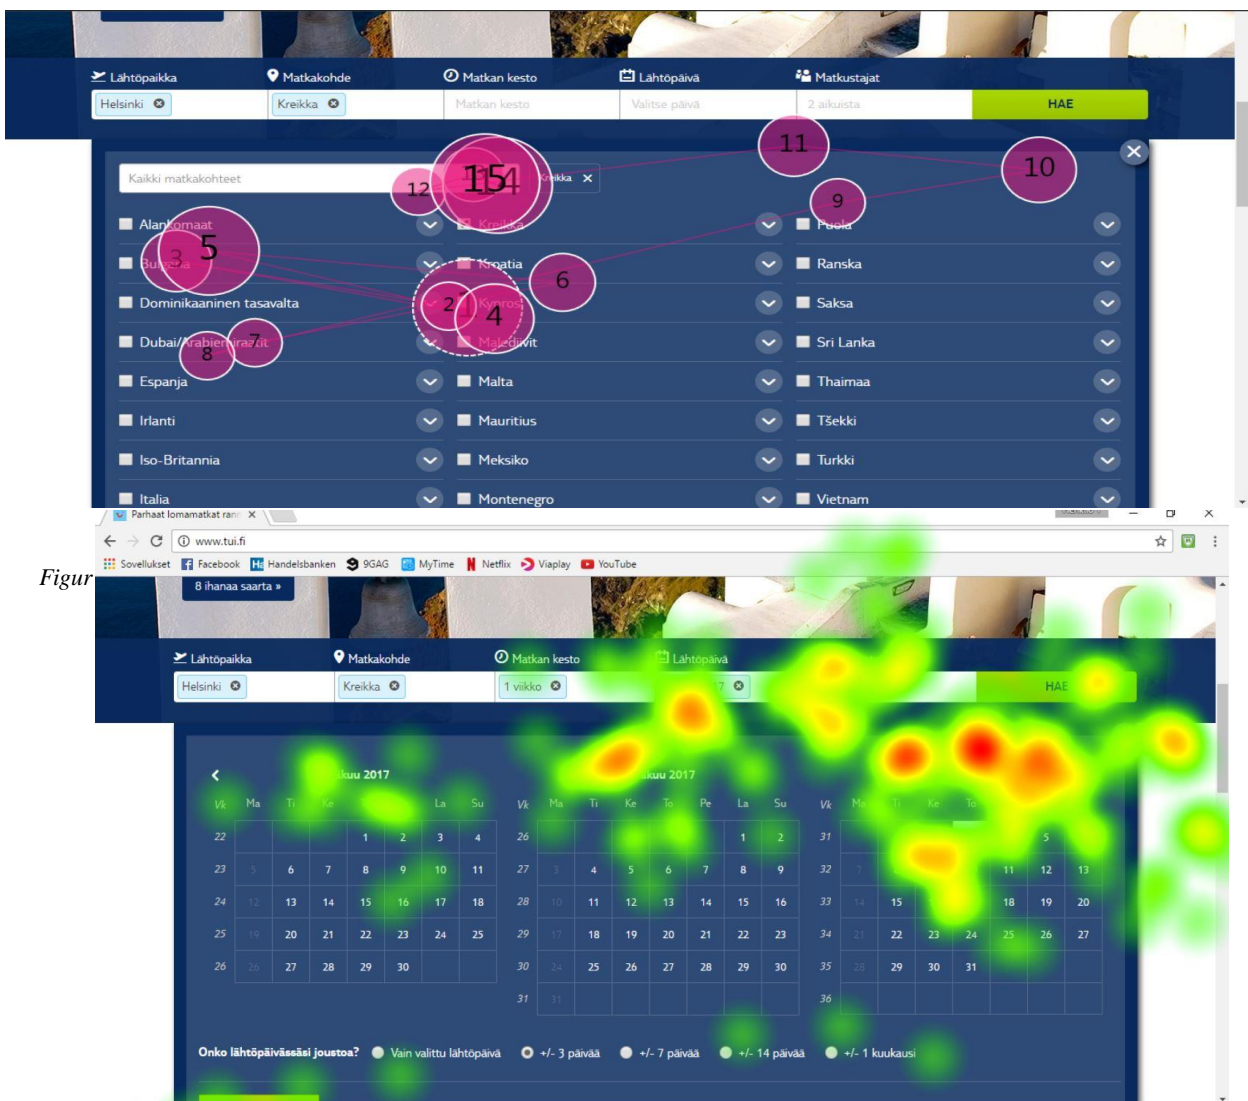 Lähtöpaikka Matkakohde Matkan kesto Lähtöpäivä Matkustajat
Helsinki Kreikka Matkan kesto Valitse päivä 2 aikuista HAE
11
Kaikki matkakohteet 12 15 14 Kreikka 10
9
Alankomaat Kreikka Puola
3 5
Bulgaria Kroatia Ranska
6
Dominikaaninen tasavalta 2 1 Kypros Saksa
4
Dubai/Arabiemiraatit 7 Malediivit Sri Lanka
8
Espanja Malta Thaimaa
Irlanti Mauritius Tšekki
Iso-Britannia Meksiko Turkki
Italia Montenegro Vietnam
Parhaat lomamatkat rann
www.tui.fi
Sovellukset Facebook Handelsbanken 9GAG MyTime Netflix Viaplay YouTube
Figur
8 ihanaa saarta »
Lähtöpaikka Matkakohde Matkan kesto Lähtöpäivä
Helsinki Kreikka 1 viikko 17 HAE
kuu 2017 kuu 2017
Vk Ma Ti Ke La Su Vk Ma Ti Ke To Pe La Su Vk Ma Ti Ke To
22 1 2 3 4 26 1 2 31 5
23 5 6 7 8 9 10 11 27 3 4 5 6 7 8 9 32 7 11 12 13
24 12 13 14 15 16 17 18 28 10 11 12 13 14 15 16 33 14 15 18 19 20
25 19 20 21 22 23 24 25 29 17 18 19 20 21 22 23 34 21 22 23 24 25 26 27
26 26 27 28 29 30 30 24 25 26 27 28 29 30 35 28 29 30 31
31 31 36
Onko lähtöpäivässäsi joustoa? Vain valittu lähtöpäivä +/- 3 päivää +/- 7 päivää +/- 14 päivää +/- 1 kuukausi